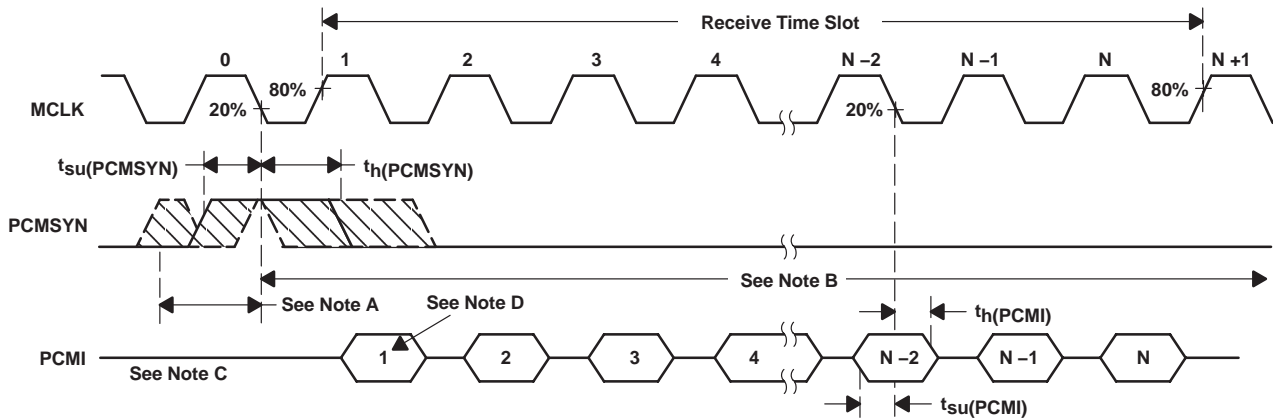 Receive Time Slot
0 1 2 3 4 N −2 N −1 N N +1
80% 80%
MCLK 20% 20%
tsu(PCMSYN) th(PCMSYN)
PCMSYN
See Note B
See Note A See Note D th(PCMI)
PCMI 1 2 3 4 N −2 N −1 N
See Note C
tsu(PCMI)